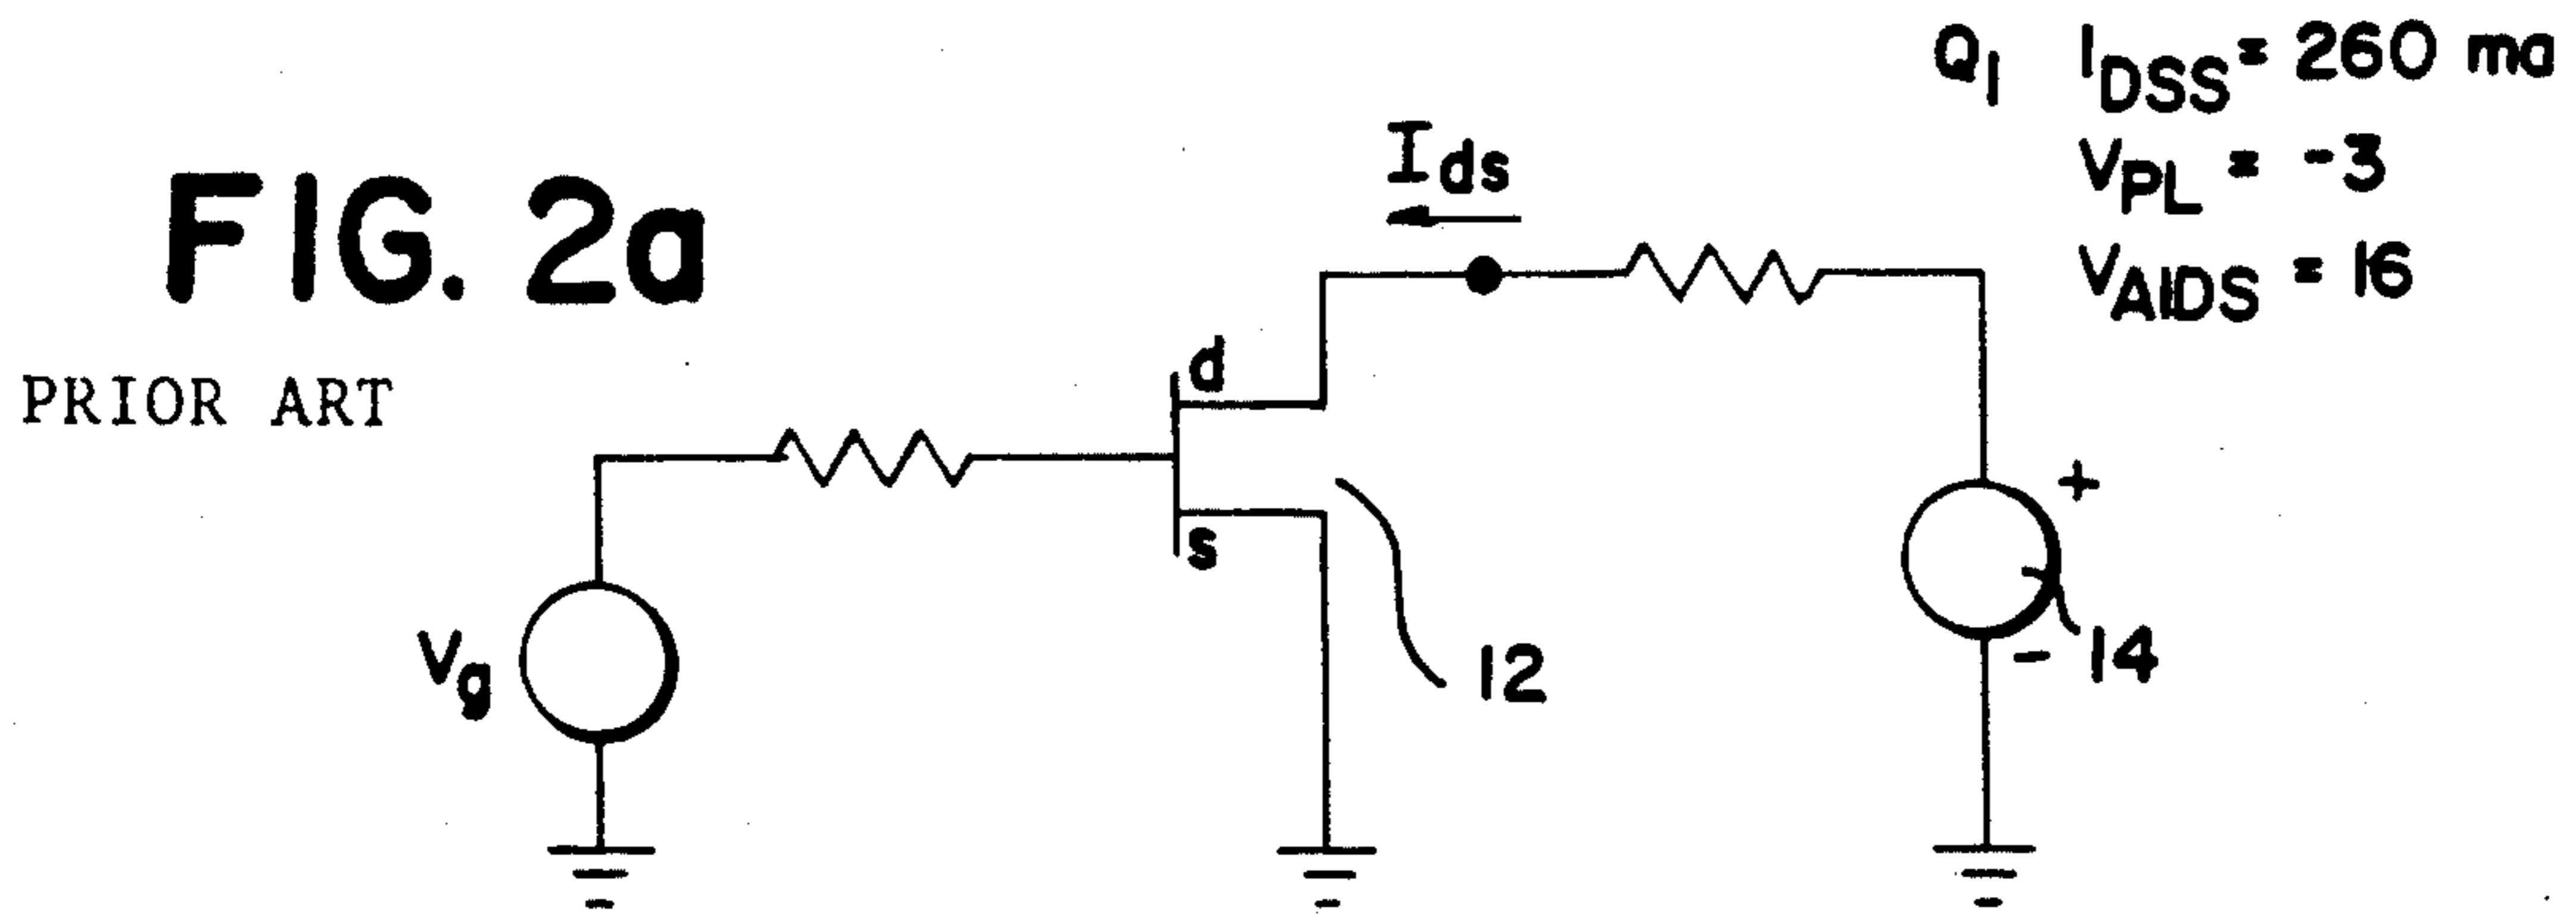 FIG. 2a
PRIOR ART
Q1 IDSS = 260 ma
VPL = -3
VAIDS = 16
Ids
d
s
Vg
12
+
- 14